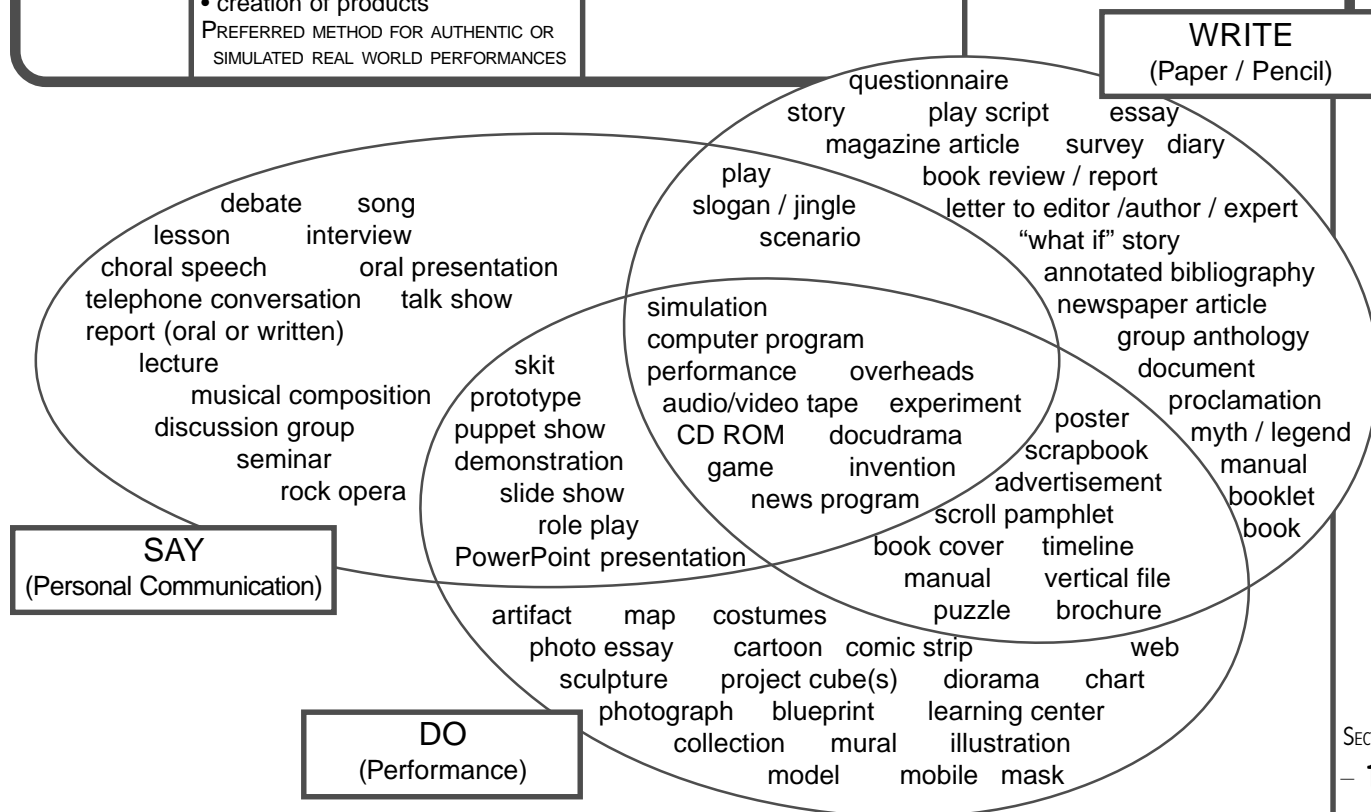 • creation of products
PREFERRED METHOD FOR AUTHENTIC OR
SIMULATED REAL WORLD PERFORMANCES
WRITE
(Paper / Pencil)
questionnaire
story play script essay
magazine article survey diary
book review / report
letter to editor /author / expert
“what if” story
annotated bibliography
newspaper article
group anthology
document
proclamation
myth / legend
manual
booklet
book
play
slogan / jingle
scenario
debate song
lesson interview
choral speech oral presentation
telephone conversation talk show
report (oral or written)
lecture
musical composition
discussion group
seminar
rock opera
SAY
(Personal Communication)
simulation
computer program
performance overheads
audio/video tape experiment
CD ROM docudrama
game invention
news program
skit
prototype
puppet show
demonstration
slide show
role play
PowerPoint presentation
poster
scrapbook
advertisement
scroll pamphlet
book cover timeline
manual vertical file
puzzle brochure
artifact map costumes
photo essay cartoon comic strip web
sculpture project cube(s) diorama chart
photograph blueprint learning center
collection mural illustration
model mobile mask
DO
(Performance)